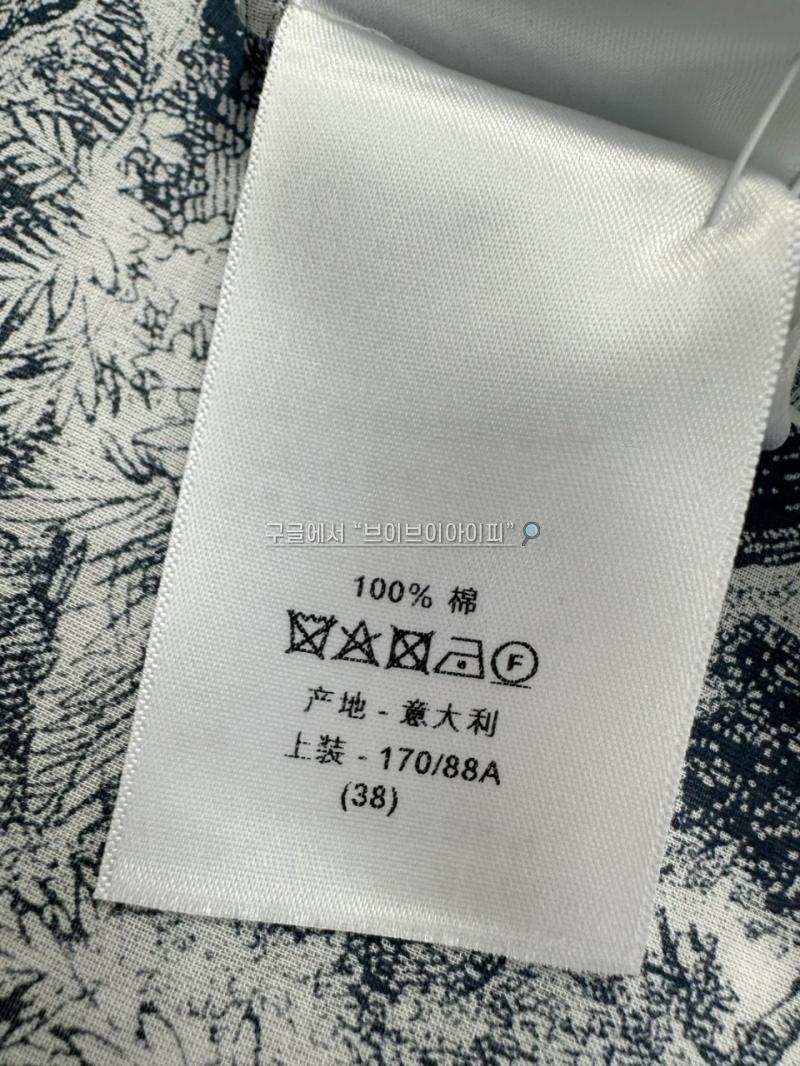 구글에서 “브이브이아이피”
100% 棉
F
产地 - 意大利
上装 - 170/88A
(38)